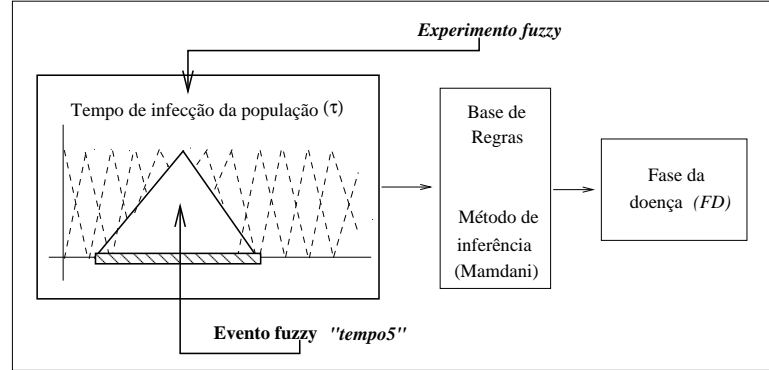 Experimento fuzzy
Tempo de infecção da população (τ)
Evento fuzzy "tempo5"
Base de
Regras
Método de
inferência
(Mamdani)
Fase da
doença (FD)